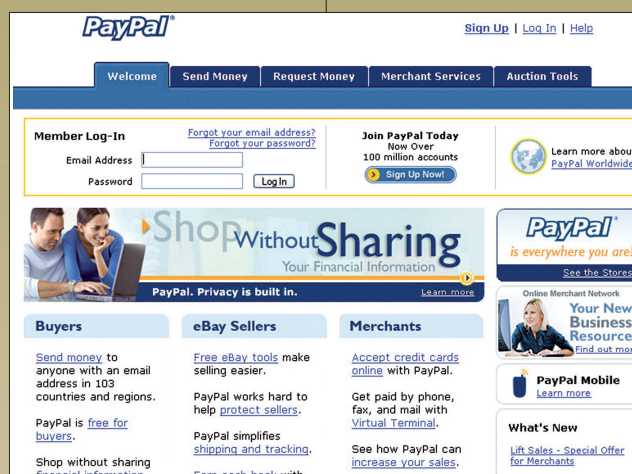 PayPal
Sign Up | Log In | Help
Welcome
Send Money
Request Money
Merchant Services
Auction Tools
Member Log-In
Forgot your email address?
Forgot your password?
Email Address
Password
Log In
Join PayPal Today
Now Over
100 million accounts
Sign Up Now!
Learn more abou
PayPal Worldwide
Shop Without Sharing
Your Financial Information
PayPal. Privacy is built in.
Learn more
PayPal
is everywhere you are!
See the Stores
Online Merchant Network
Your New
Business
Resource
Find out mor
PayPal Mobile
Learn more
What's New
Lift Sales - Special Offer
for Merchants
Buyers
Send money to
anyone with an email
address in 103
countries and regions.
PayPal is free for
buyers.
Shop without sharing
financial information
eBay Sellers
Free eBay tools make
selling easier.
PayPal works hard to
help protect sellers.
PayPal simplifies
shipping and tracking.
Earn cash back with
Merchants
Accept credit cards
online with PayPal.
Get paid by phone,
fax, and mail with
Virtual Terminal.
See how PayPal can
increase your sales.